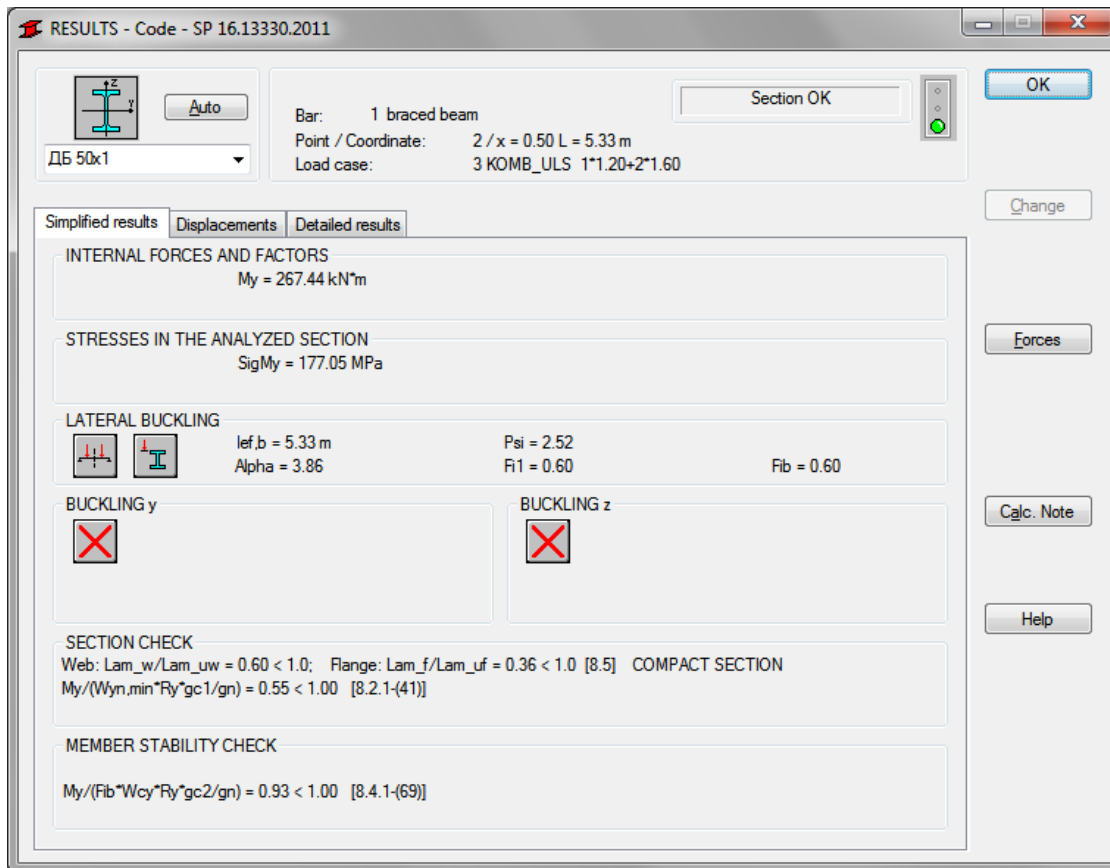 RESULTS - Code - SP 16.13330.2011
Z
Y
Auto
ДБ 50x1
Bar: 1 braced beam
Point / Coordinate: 2 / x = 0.50 L = 5.33 m
Load case: 3 KOMB_ULS 1*1.20+2*1.60
Section OK
OK
Change
Forces
Calc. Note
Help
Simplified results Displacements Detailed results
INTERNAL FORCES AND FACTORS
My = 267.44 kN*m
STRESSES IN THE ANALYZED SECTION
SigMy = 177.05 MPa
LATERAL BUCKLING
lef,b = 5.33 m Psi = 2.52
Alpha = 3.86 Fi1 = 0.60 Fib = 0.60
BUCKLING y BUCKLING z
SECTION CHECK
Web: Lam_w/Lam_uw = 0.60 < 1.0; Flange: Lam_f/Lam_uf = 0.36 < 1.0 [8.5] COMPACT SECTION
My/(Wyn,min*Ry*gc1/gn) = 0.55 < 1.00 [8.2.1-(41)]
MEMBER STABILITY CHECK
My/(Fib*Wcy*Ry*gc2/gn) = 0.93 < 1.00 [8.4.1-(69)]